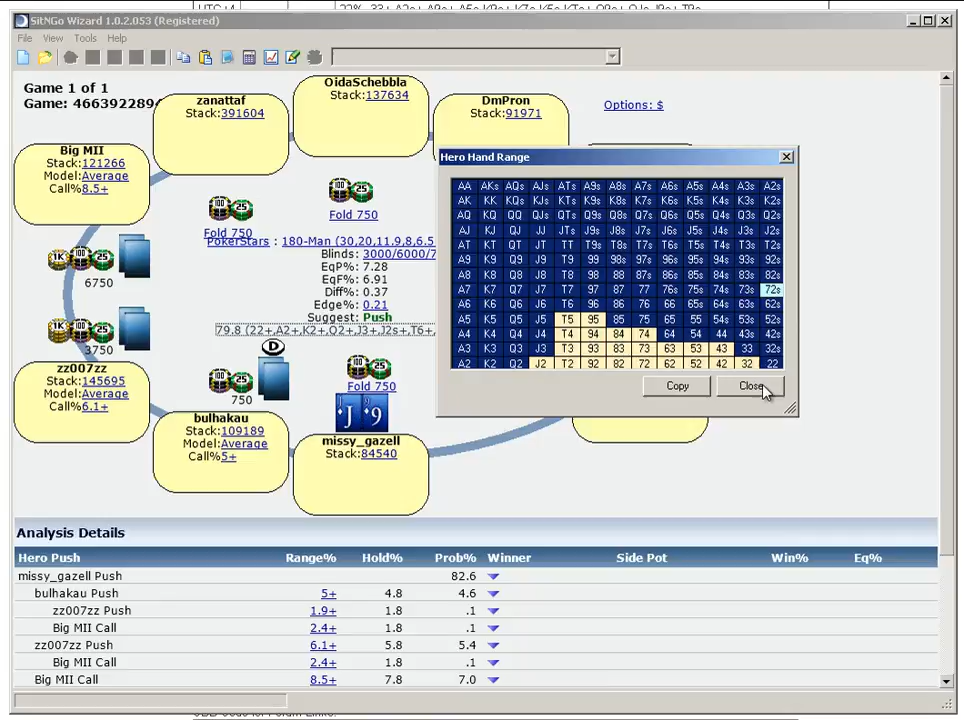 SitNGo Wizard 1.0.2.053 (Registered)
File View Tools Help
Game 1 of 1
Game: 4663922894
zanattaf
Stack:391604
OidaSchebbla
Stack:137634
DmPron
Stack:91971
Options: $
Big MII
Stack:121266
Model:Average
Call%8.5+
Fold 750
Fold 750
PokerStars : 180-Man (30,20,11.9,8,6.5
Blinds: 3000/6000/7
EqP%: 7.28
EqF%: 6.91
Diff%: 0.37
Edge%: 0.21
Suggest: Push
79.8 (22+,A2+,K2+,Q2+,J3+,J2s+,T6+,
6750
3750
D
zz007zz
Stack:145695
Model:Average
Call%6.1+
750
Fold 750
J 9
bulhakau
Stack:109189
Model:Average
Call%5+
missy_gazell
Stack:84540
Hero Hand Range
AA AKs AQs AJs ATs A9s A8s A7s A6s A5s A4s A3s A2s
AK KK KQs KJs KTs K9s K8s K7s K6s K5s K4s K3s K2s
AQ KQ QQ QJs QTs Q9s Q8s Q7s Q6s Q5s Q4s Q3s Q2s
AJ KJ QJ JJ JTs J9s J8s J7s J6s J5s J4s J3s J2s
AT KT QT JT TT T9s T8s T7s T6s T5s T4s T3s T2s
A9 K9 Q9 J9 T9 99 98s 97s 96s 95s 94s 93s 92s
A8 K8 Q8 J8 T8 98 88 87s 86s 85s 84s 83s 82s
A7 K7 Q7 J7 T7 97 87 77 76s 75s 74s 73s 72s
A6 K6 Q6 J6 T6 96 86 76 66 65s 64s 63s 62s
A5 K5 Q5 J5 T5 95 85 75 65 55 54s 53s 52s
A4 K4 Q4 J4 T4 94 84 74 64 54 44 43s 42s
A3 K3 Q3 J3 T3 93 83 73 63 53 43 33 32s
A2 K2 Q2 J2 T2 92 82 72 62 52 42 32 22
Copy Close
Analysis Details
Hero Push Range% Hold% Prob% Winner Side Pot Win% Eq%
missy_gazell Push 82.6
bulhakau Push 5+ 4.8 4.6
zz007zz Push 1.9+ 1.8 .1
Big MII Call 2.4+ 1.8 .1
zz007zz Push 6.1+ 5.8 5.4
Big MII Call 2.4+ 1.8 .1
Big MII Call 8.5+ 7.8 7.0